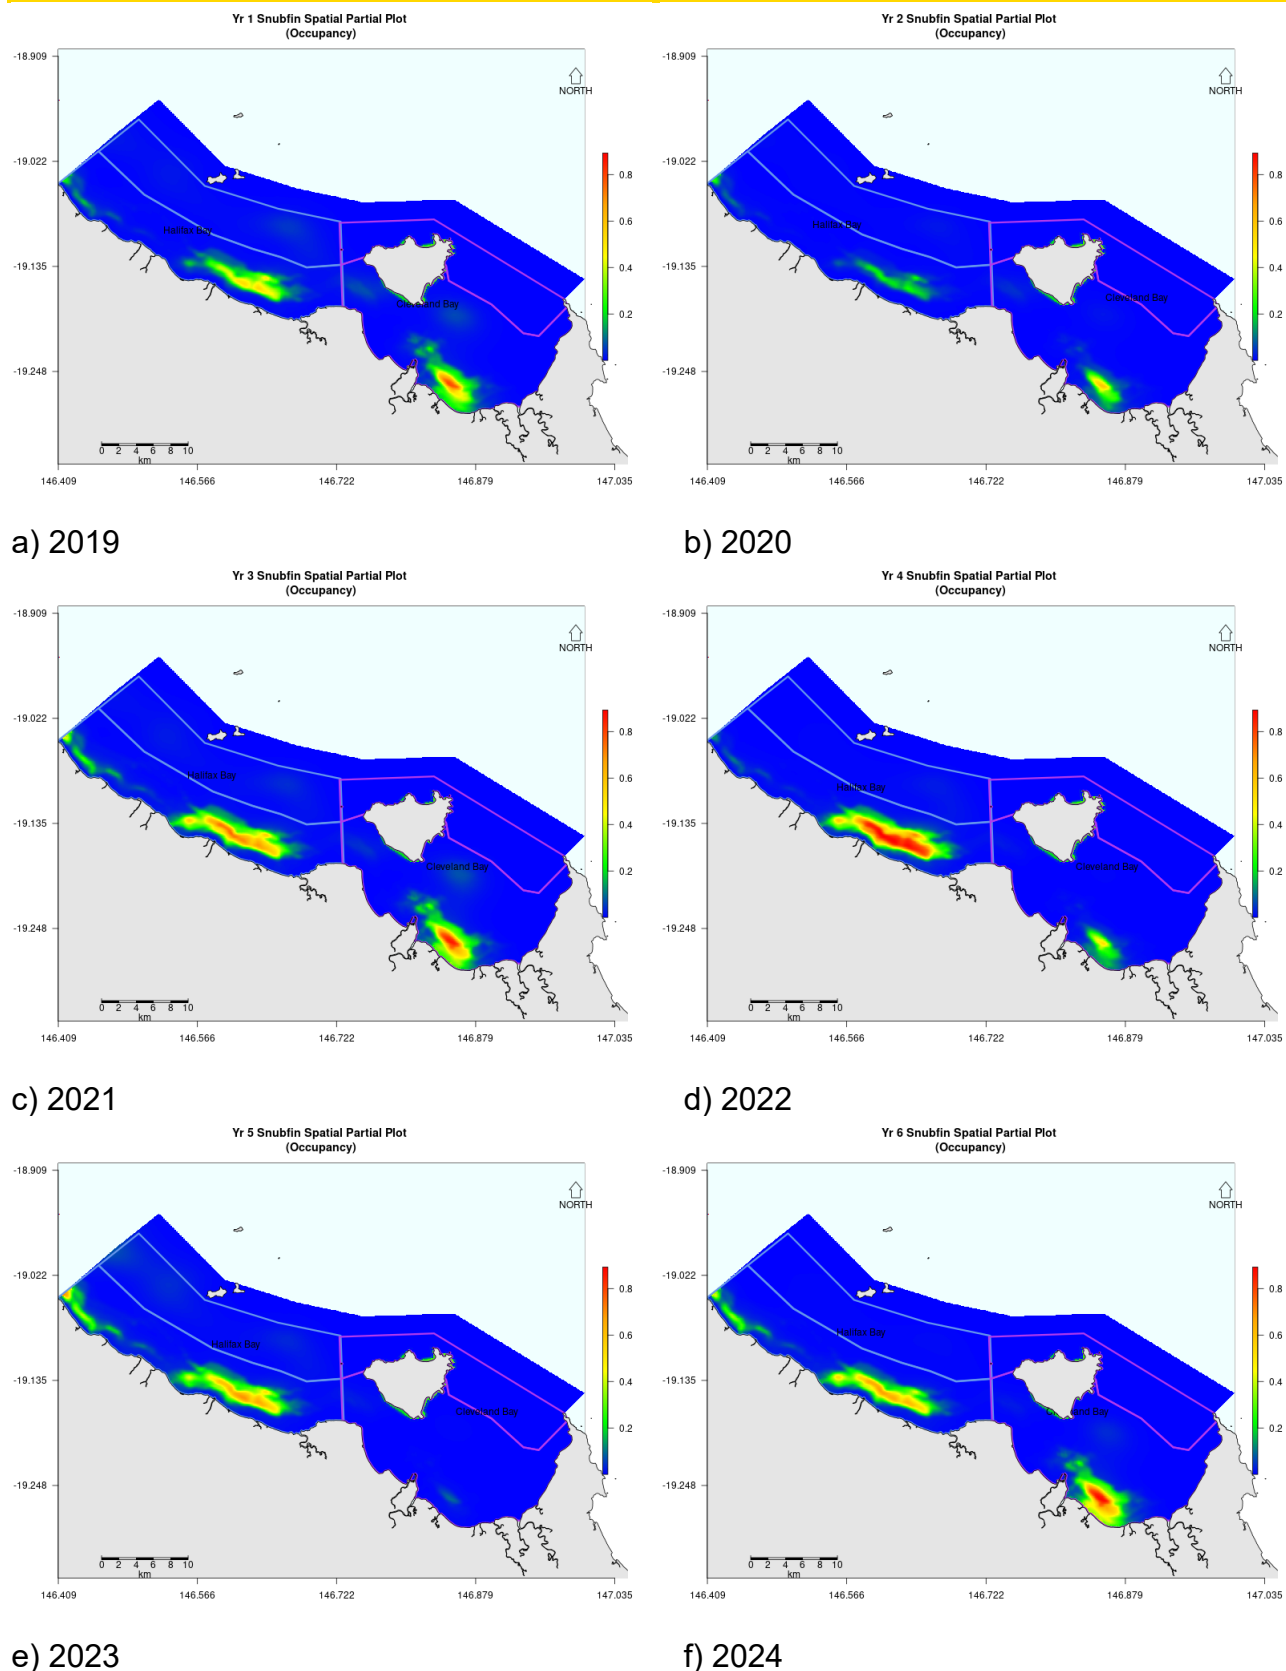 Yr 1 Snubfin Spatial Partial Plot
(Occupancy)
-18.909
-19.022
-19.135
-19.248
NORTH
Halifax Bay
Cleveland Bay
0.8
0.6
0.4
0.2
0 2 4 6 8 10
km
146.409 146.566 146.722 146.879 147.035
a) 2019
Yr 2 Snubfin Spatial Partial Plot
(Occupancy)
-18.909
-19.022
-19.135
-19.248
NORTH
Halifax Bay
Cleveland Bay
0.8
0.6
0.4
0.2
0 2 4 6 8 10
km
146.409 146.566 146.722 146.879 147.035
b) 2020
Yr 3 Snubfin Spatial Partial Plot
(Occupancy)
-18.909
-19.022
-19.135
-19.248
NORTH
Halifax Bay
Cleveland Bay
0.8
0.6
0.4
0.2
0 2 4 6 8 10
km
146.409 146.566 146.722 146.879 147.035
c) 2021
Yr 4 Snubfin Spatial Partial Plot
(Occupancy)
-18.909
-19.022
-19.135
-19.248
NORTH
Halifax Bay
Cleveland Bay
0.8
0.6
0.4
0.2
0 2 4 6 8 10
km
146.409 146.566 146.722 146.879 147.035
d) 2022
Yr 5 Snubfin Spatial Partial Plot
(Occupancy)
-18.909
-19.022
-19.135
-19.248
NORTH
Halifax Bay
Cleveland Bay
0.8
0.6
0.4
0.2
0 2 4 6 8 10
km
146.409 146.566 146.722 146.879 147.035
e) 2023
Yr 6 Snubfin Spatial Partial Plot
(Occupancy)
-18.909
-19.022
-19.135
-19.248
NORTH
Halifax Bay
Cleveland Bay
0.8
0.6
0.4
0.2
0 2 4 6 8 10
km
146.409 146.566 146.722 146.879 147.035
f) 2024